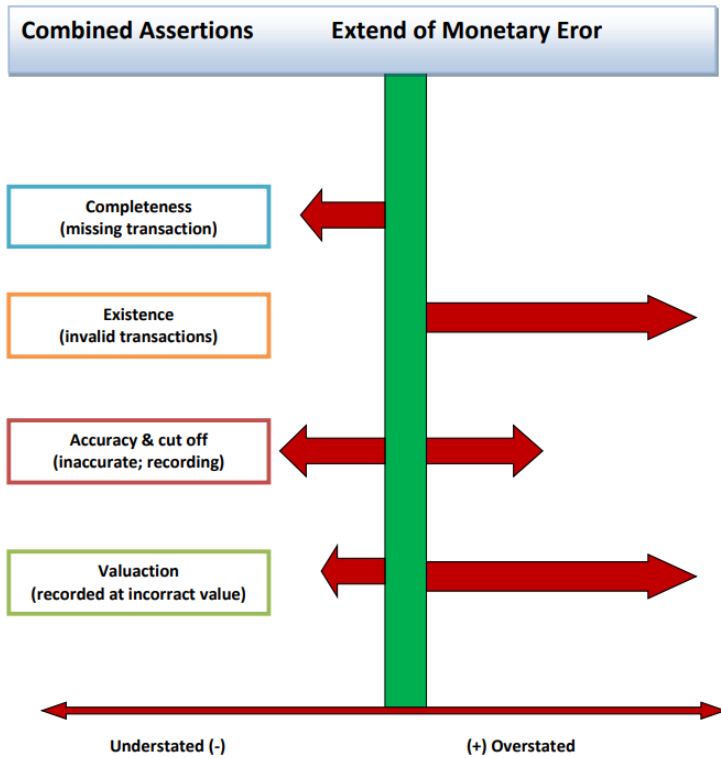 Combined Assertions Extend of Monetary Eror
Completeness
(missing transaction)
Existence
(invalid transactions)
Accuracy & cut off
(inaccurate; recording)
Valuaction
(recorded at incorract value)
Understated (-) (+) Overstated